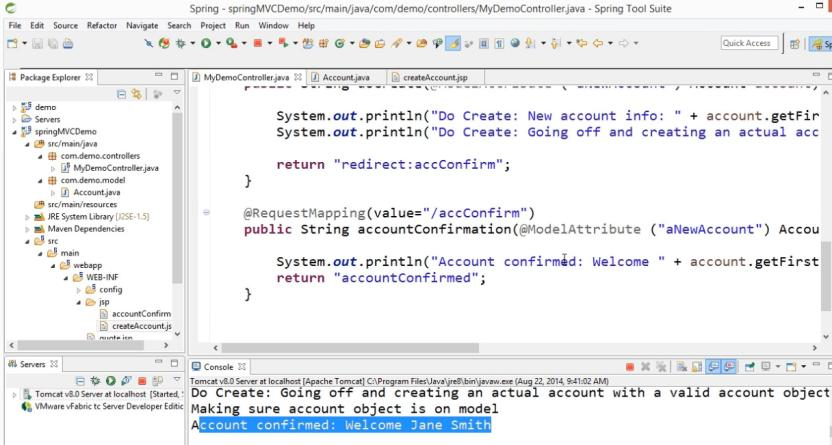 Spring - springMVCDemo/src/main/java/com/demo/controllers/MyDemoController.java - Spring Tool Suite
File Edit Source Refactor Navigate Search Project Run Window Help
Quick Access
Package Explorer
demo
Servers
springMVCDemo
src/main/java
com.demo.controllers
MyDemoController.java
com.demo.model
Account.java
src/main/resources
JRE System Library [J2SE-1.5]
Maven Dependencies
src
main
webapp
WEB-INF
config
jsp
accountConfirm
createAccount.js
quote.jsp
MyDemoController.java Account.java createAccount.jsp
System.out.println("Do Create: New account info: " + account.getFir
System.out.println("Do Create: Going off and creating an actual acc
return "redirect:accConfirm";
}
@RequestMapping(value="/accConfirm")
public String accountConfirmation(@ModelAttribute ("aNewAccount") Accou
System.out.println("Account confirmed: Welcome " + account.getFirst
return "accountConfirmed";
}
Servers
Tomcat v8.0 Server at localhost [Started,
VMware vFabric tc Server Developer Editic
Console
Tomcat v8.0 Server at localhost [Apache Tomcat] C:\Program Files\Java\jre8\bin\javaw.exe (Aug 22, 2014, 9:41:02 AM)
Do Create: Going off and creating an actual account with a valid account object
Making sure account object is on model
Account confirmed: Welcome Jane Smith